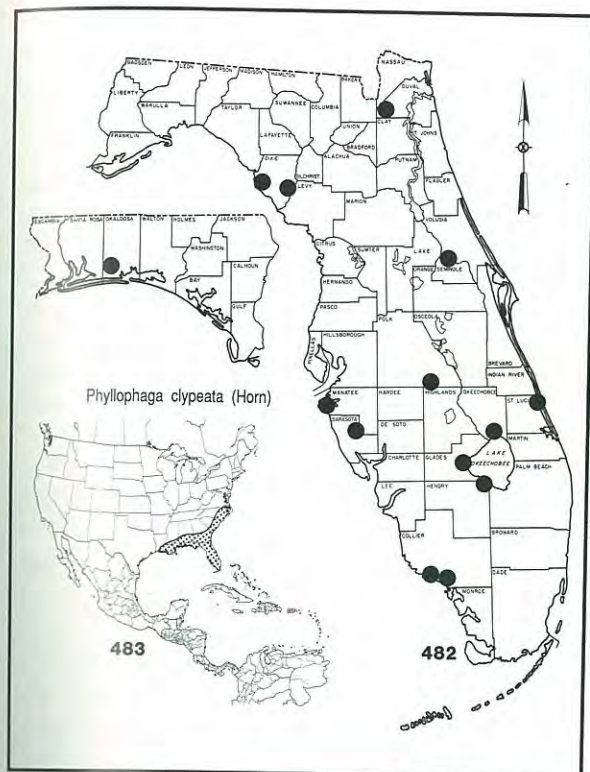 NASSAU
GADSDEN
LEON
JEFFERSON
MADISON
HAMILTON
BAKER
DUVAL
LIBERTY
WAKULLA
TAYLOR
SUWANNEE
COLUMBIA
UNION
CLAY
ST JOHNS
FRANKLIN
LAFAYETTE
BRADFORD
DIXIE
GILCHRIST
ALACHUA
PUTNAM
FLAGLER
LEVY
MARION
VOLUSIA
ESCAMBIA
SANTA ROSA
OKALOOSA
WALTON
HOLMES
JACKSON
WASHINGTON
BAY
CALHOUN
GULF
CITRUS
SUMTER
LAKE
ORANGE
SEMINOLE
HERNANDO
PASCO
POLK
OSCEOLA
PINELLAS
HILLSBOROUGH
BREVARD
INDIAN RIVER
Phyllophaga clypeata (Horn)
MANATEE
HARDEE
HIGHLANDS
OKEECHOBEE
ST LUCIE
SARASOTA
DE SOTO
MARTIN
CHARLOTTE
GLADES
LAKE
OKEECHOBEE
PALM BEACH
LEE
HENDRY
COLLIER
BROWARD
MONROE
DADE
483
482